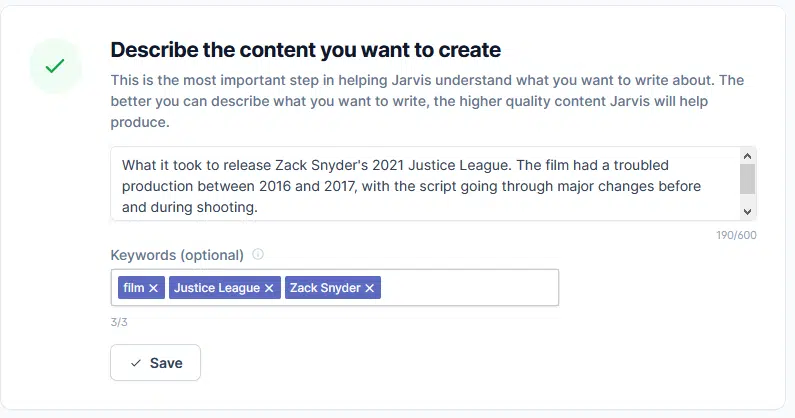 Describe the content you want to create
This is the most important step in helping Jarvis understand what you want to write about. The
better you can describe what you want to write, the higher quality content Jarvis will help
produce.
What it took to release Zack Snyder's 2021 Justice League. The film had a troubled
production between 2016 and 2017, with the script going through major changes before
and during shooting.
190/600
Keywords (optional)
film
Justice League
Zack Snyder
3/3
Save